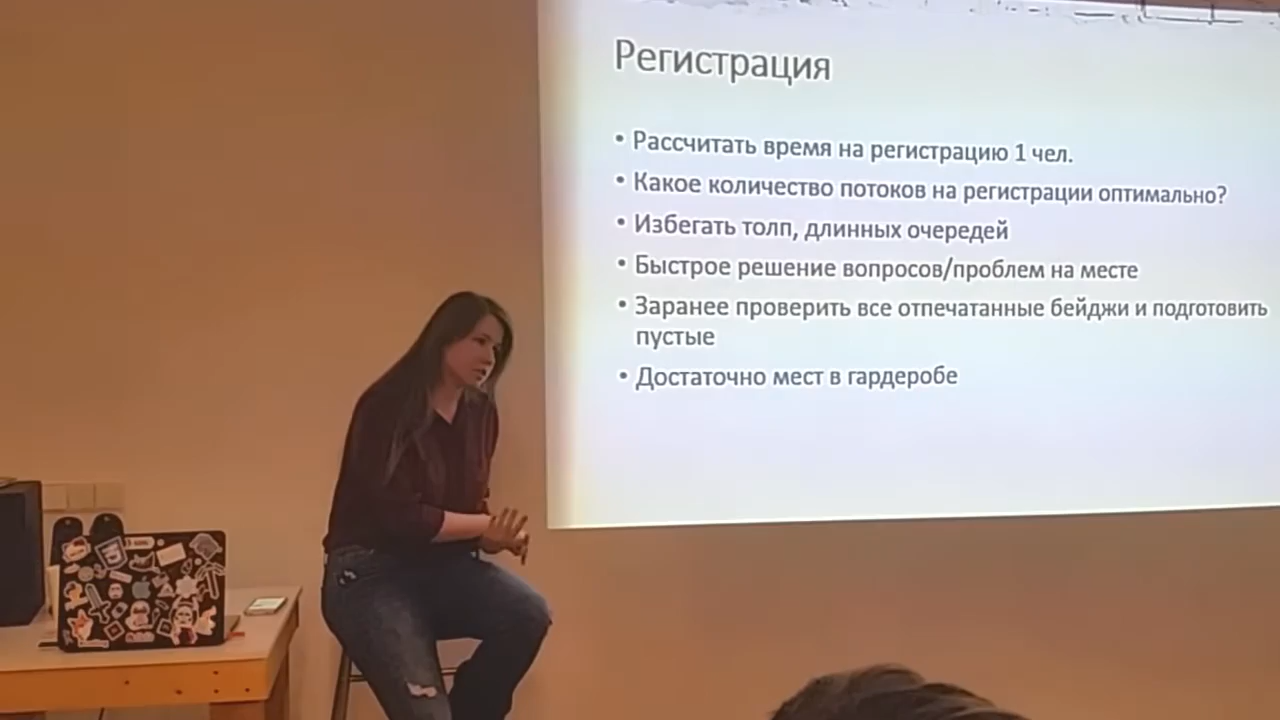 Регистрация
• Рассчитать время на регистрацию 1 чел.
• Какое количество потоков на регистрации оптимально?
• Избегать толп, длинных очередей
• Быстрое решение вопросов/проблем на месте
• Заранее проверить все отпечатанные бейджи и подготовить
пустые
• Достаточно мест в гардеробе